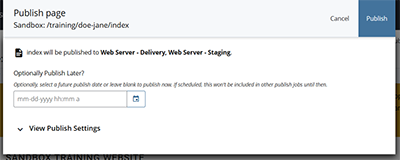 Publish page
Sandbox: /training/doe-jane/index
Cancel
Publish
index will be published to Web Server - Delivery, Web Server - Staging.
Optionally Publish Later?
Optionally, select a future publish date or leave blank to publish now. If scheduled, this won't be included in other publish jobs until then.
mm-dd-yyyy hh:mm a
View Publish Settings
SANDBOX TRAINING WEBSITE